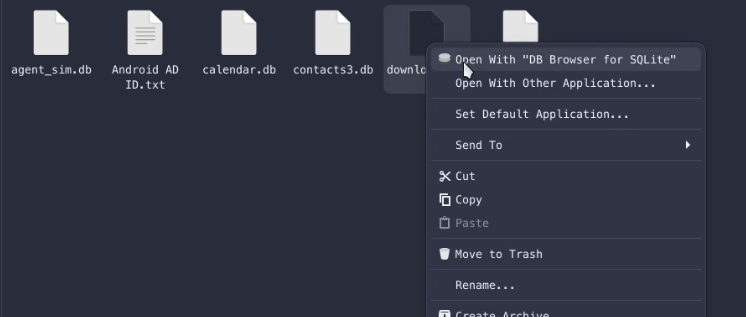 agent_sim.db
Android AD
ID.txt
calendar.db
contacts3.db
Open With "DB Browser for SQLite"
Open With Other Application...
Set Default Application...
Send To
Cut
Copy
Paste
Move to Trash
Rename...
Create Archive